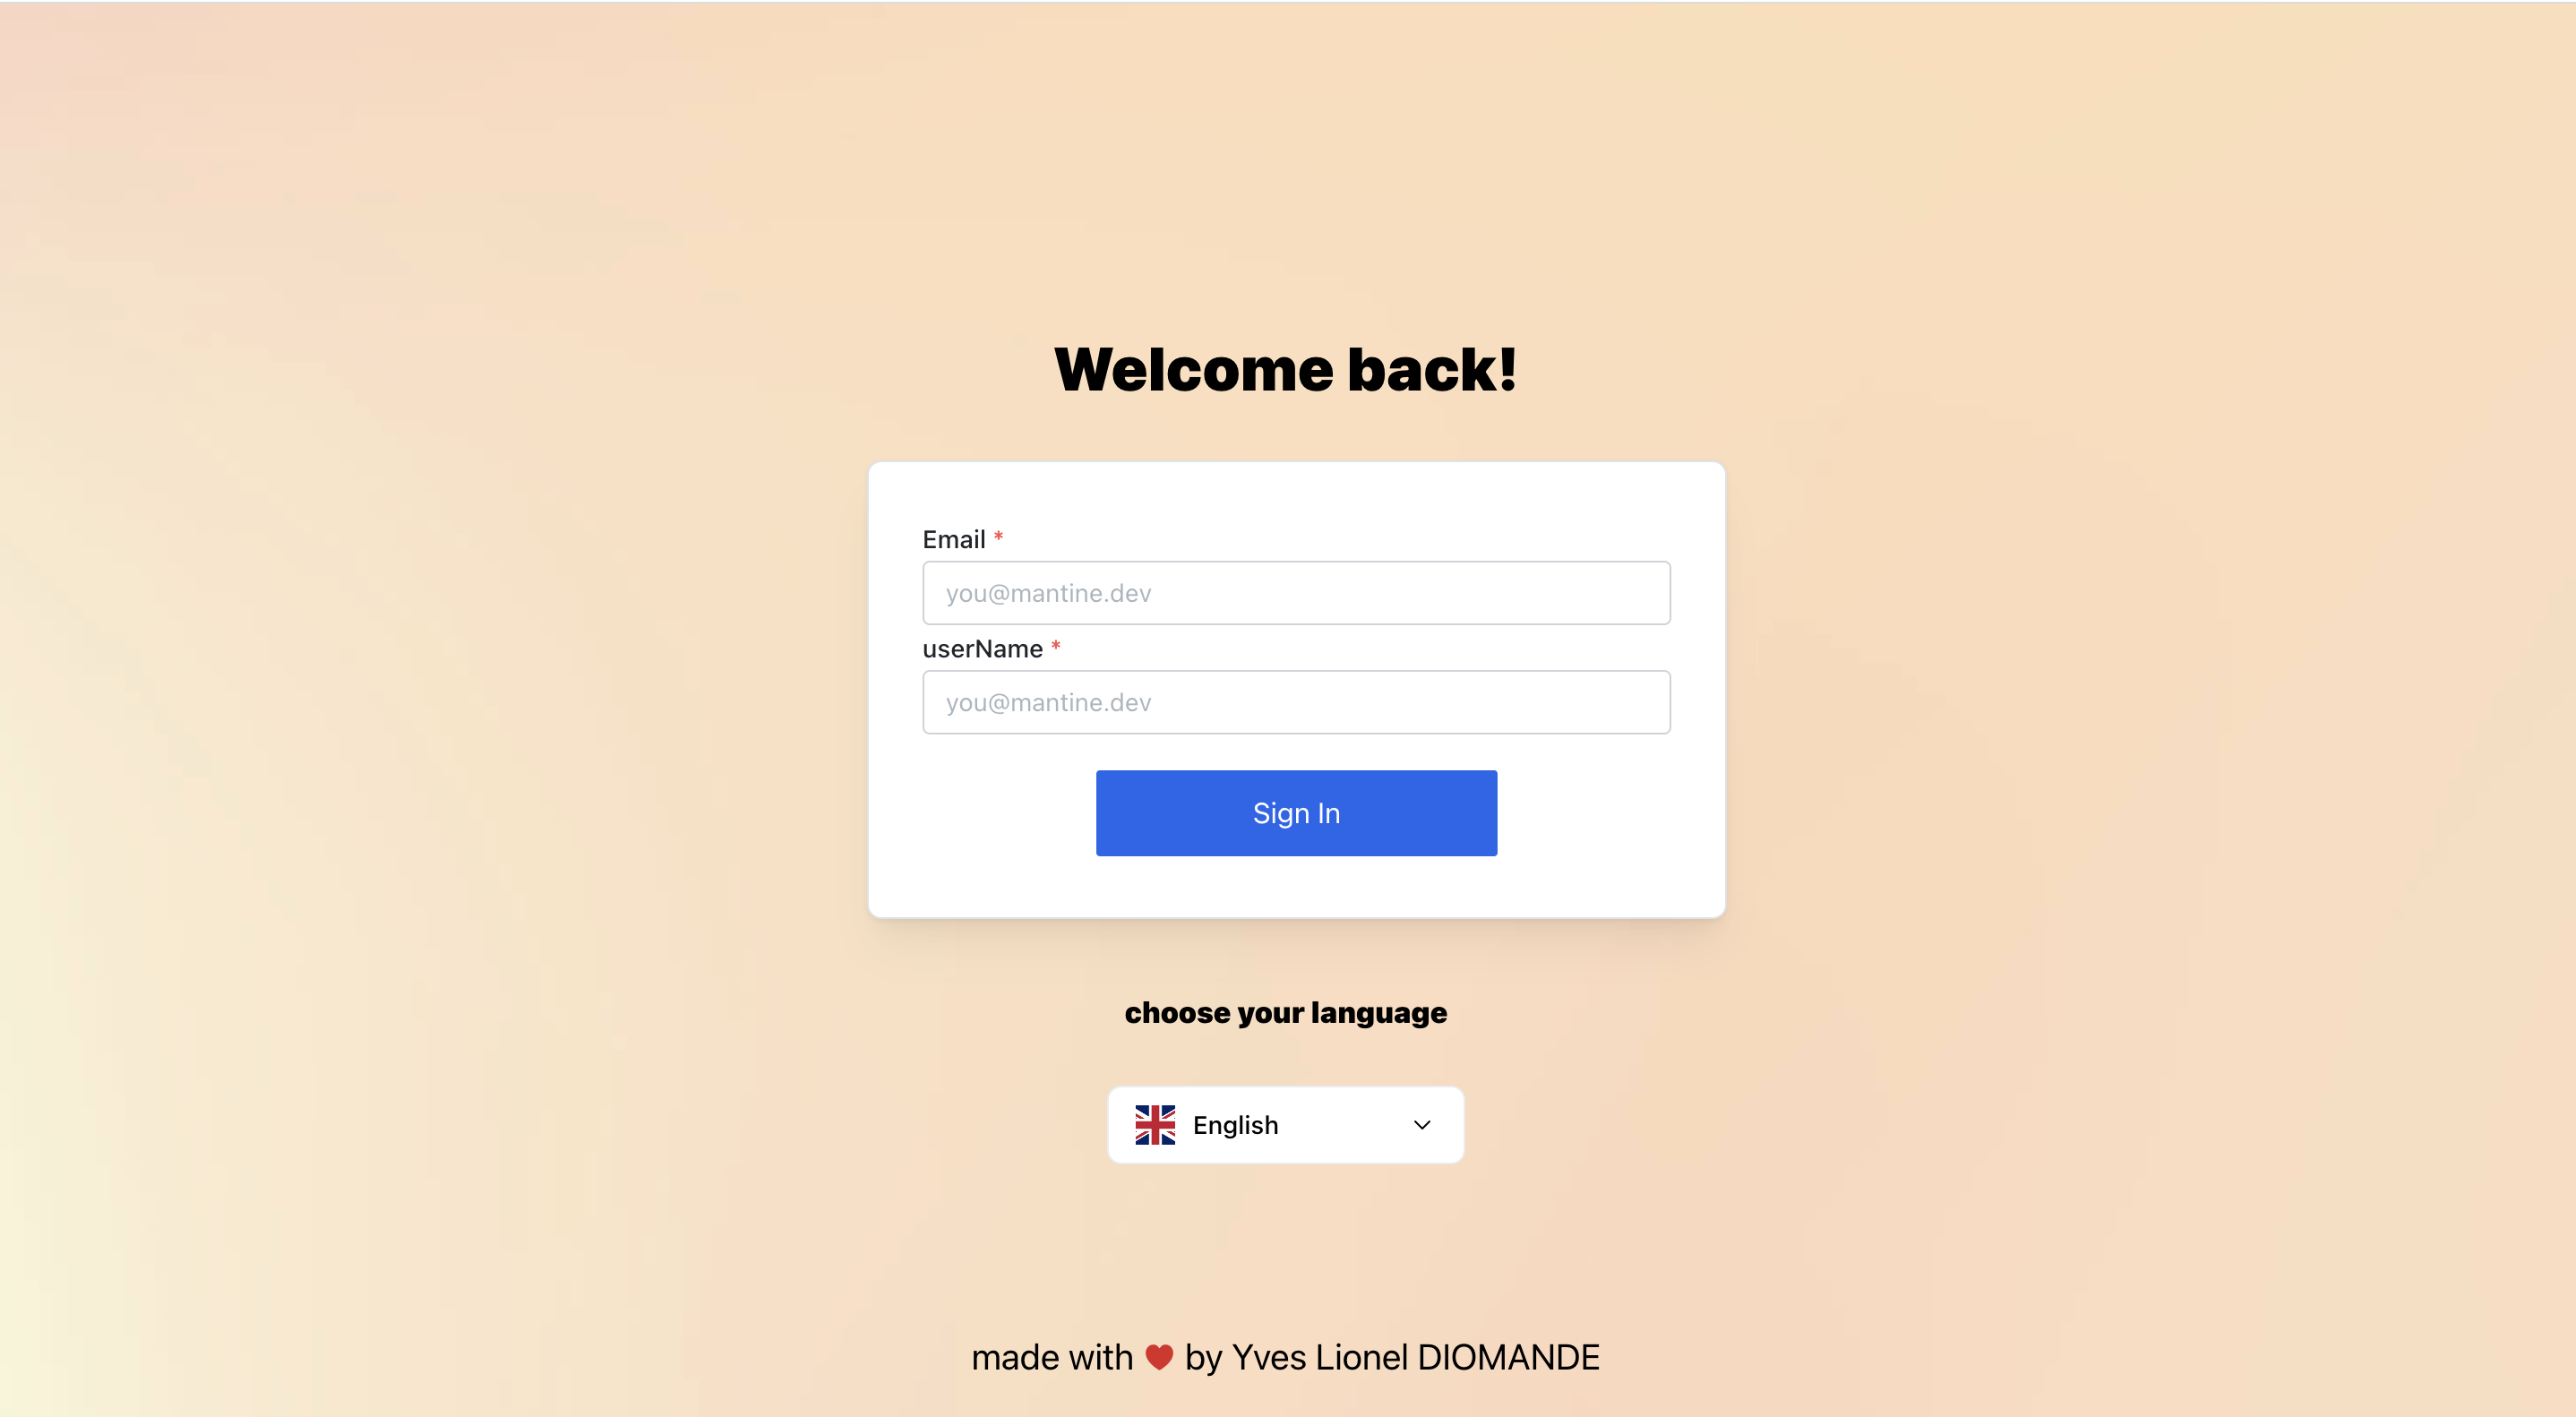 Welcome back!
Email *
you@mantine.dev
userName *
you@mantine.dev
Sign In
choose your language
English
made with ❤️ by Yves Lionel DIOMANDE